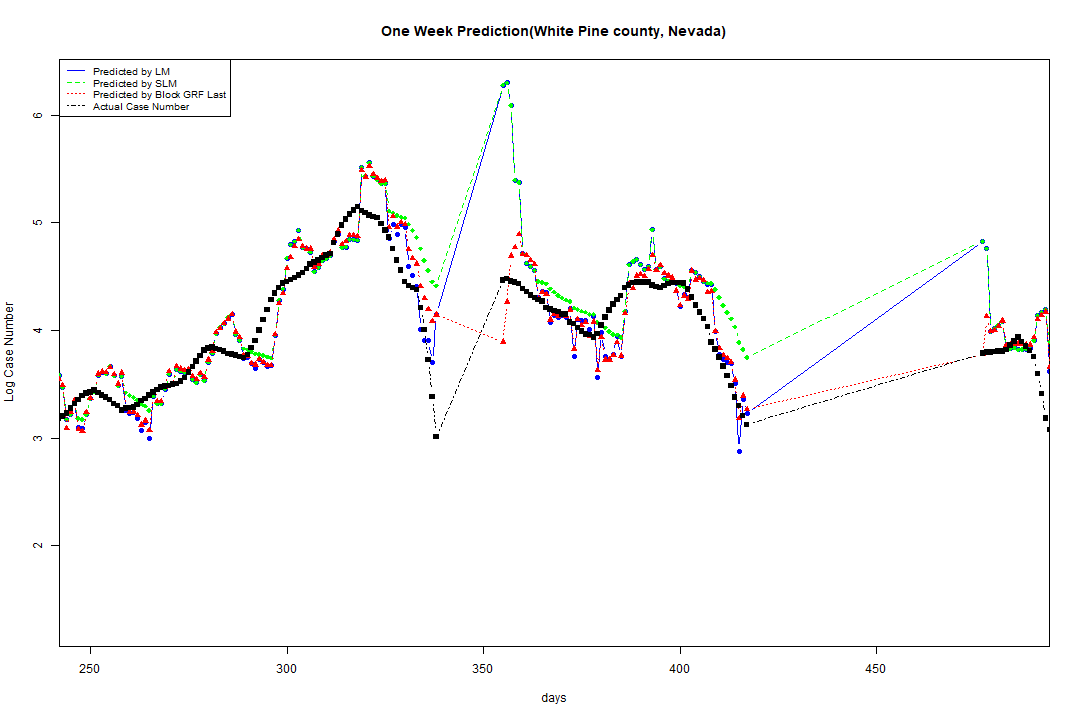 One Week Prediction(White Pine county, Nevada)
Predicted by LM
Predicted by SLM
Predicted by Block GRF Last
Actual Case Number
6
5
4
3
2
Log Case Number
250
300
350
400
450
days